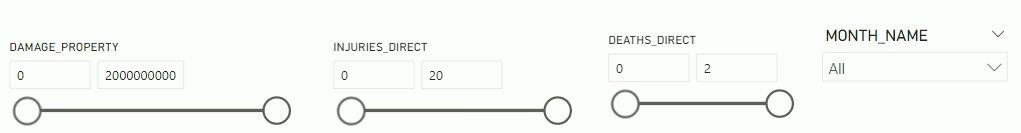 DAMAGE_PROPERTY
0
2000000000
INJURIES_DIRECT
0
20
DEATHS_DIRECT
0
2
MONTH_NAME
All